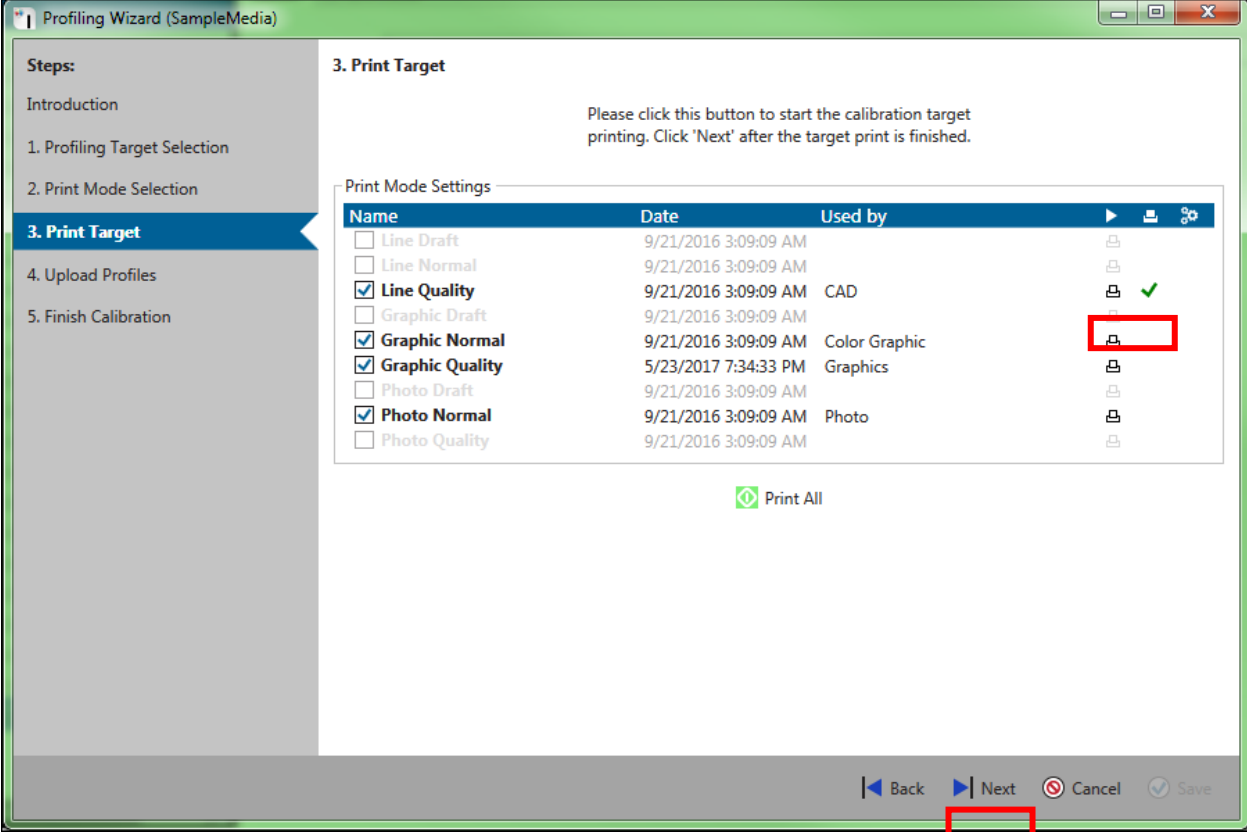 Profiling Wizard (SampleMedia)
Steps:
Introduction
1. Profiling Target Selection
2. Print Mode Selection
3. Print Target
4. Upload Profiles
5. Finish Calibration
3. Print Target
Please click this button to start the calibration target
printing. Click 'Next' after the target print is finished.
Print Mode Settings
Name Date Used by
Line Draft 9/21/2016 3:09:09 AM
Line Normal 9/21/2016 3:09:09 AM
Line Quality 9/21/2016 3:09:09 AM CAD
Graphic Draft 9/21/2016 3:09:09 AM
Graphic Normal 9/21/2016 3:09:09 AM Color Graphic
Graphic Quality 5/23/2017 7:34:33 PM Graphics
Photo Draft 9/21/2016 3:09:09 AM
Photo Normal 9/21/2016 3:09:09 AM Photo
Photo Quality 9/21/2016 3:09:09 AM
Print All
Back Next Cancel Save